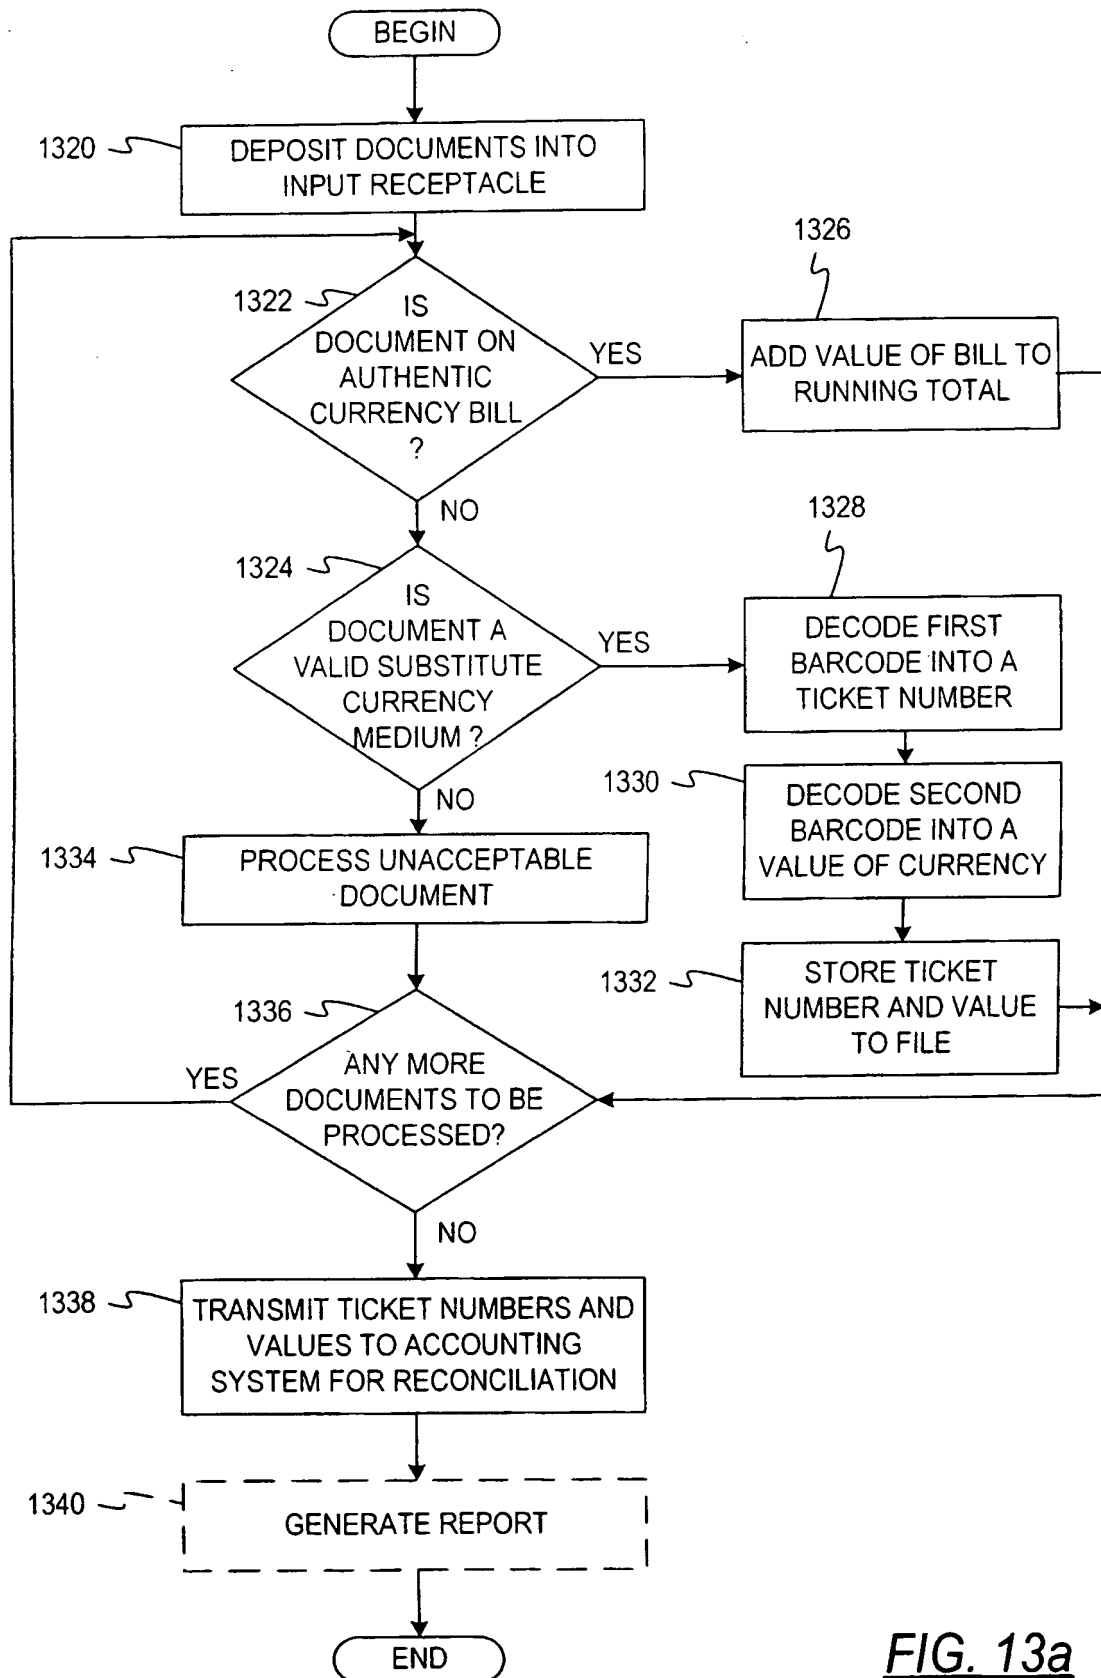 BEGIN
1320
DEPOSIT DOCUMENTS INTO
INPUT RECEPTACLE
1322
IS
DOCUMENT ON
AUTHENTIC
CURRENCY BILL
?
YES
1326
ADD VALUE OF BILL TO
RUNNING TOTAL
NO
1324
IS
DOCUMENT A
VALID SUBSTITUTE
CURRENCY
MEDIUM ?
YES
1328
DECODE FIRST
BARCODE INTO A
TICKET NUMBER
1330
DECODE SECOND
BARCODE INTO A
VALUE OF CURRENCY
NO
1334
PROCESS UNACCEPTABLE
DOCUMENT
1332
STORE TICKET
NUMBER AND VALUE
TO FILE
1336
ANY MORE
DOCUMENTS TO BE
PROCESSED?
YES
NO
1338
TRANSMIT TICKET NUMBERS AND
VALUES TO ACCOUNTING
SYSTEM FOR RECONCILIATION
1340
GENERATE REPORT
END
FIG. 13a